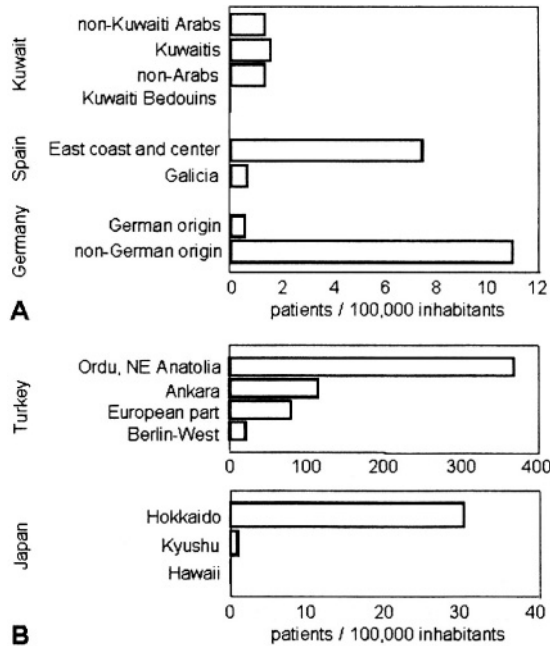 Kuwait
non-Kuwaiti Arabs
Kuwaitis
non-Arabs
Kuwaiti Bedouins
Spain
East coast and center
Galicia
Germany
German origin
non-German origin
0 2 4 6 8 10 12
A patients / 100,000 inhabitants
Turkey
Ordu, NE Anatolia
Ankara
European part
Berlin-West
0 100 200 300 400
Japan
Hokkaido
Kyushu
Hawaii
0 10 20 30 40
B patients / 100,000 inhabitants